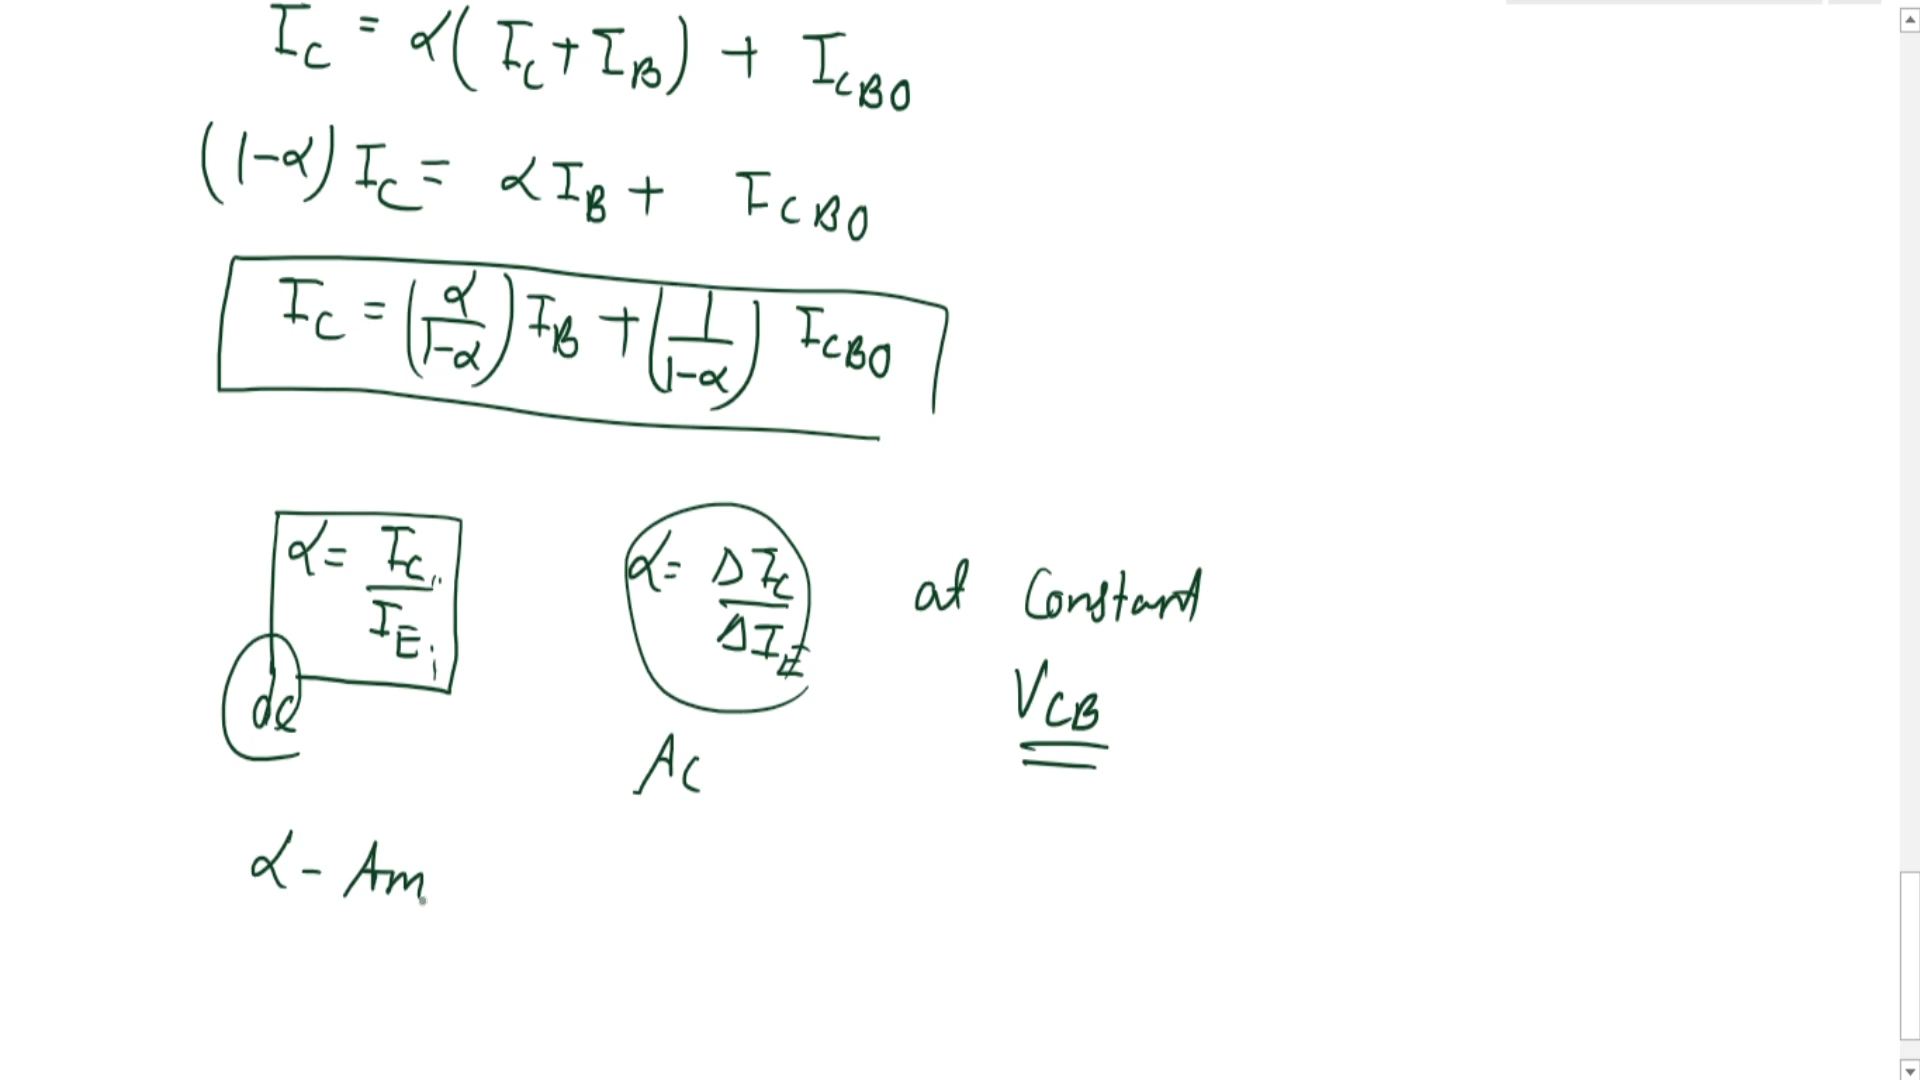 I_C = α(I_C + I_B) + I_CBO
(1-α) I_C = α I_B + I_CBO
I_C = (α/(1-α)) I_B + (1/(1-α)) I_CBO
α = I_C/I_E α = ΔI_C/ΔI_E at Constant
dc V_CB
AC
α - Am